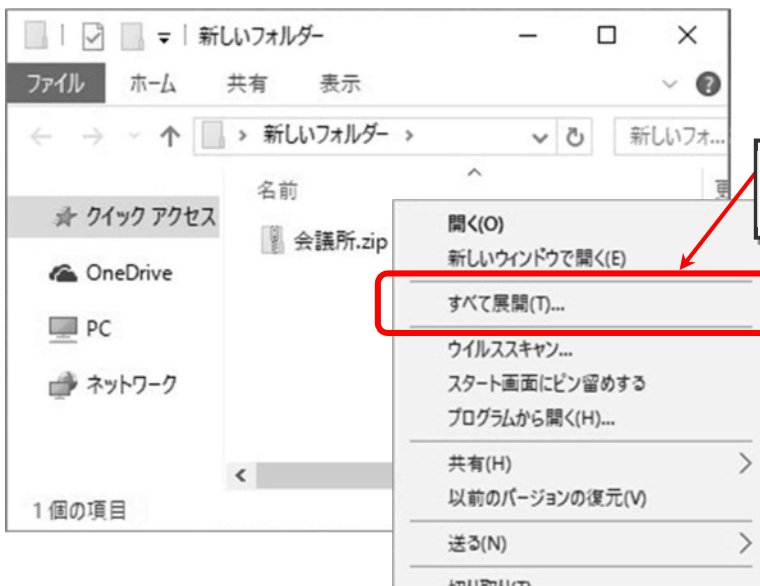 新しいフォルダー
ファイル ホーム 共有 表示
新しいフォルダー
新しいフォ...
名前
クイック アクセス
会議所.zip
OneDrive
PC
ネットワーク
1個の項目
開く(O)
新しいウィンドウで開く(E)
すべて展開(T)...
ウイルススキャン...
スタート画面にピン留めする
プログラムから開く(H)...
共有(H)
以前のバージョンの復元(V)
送る(N)